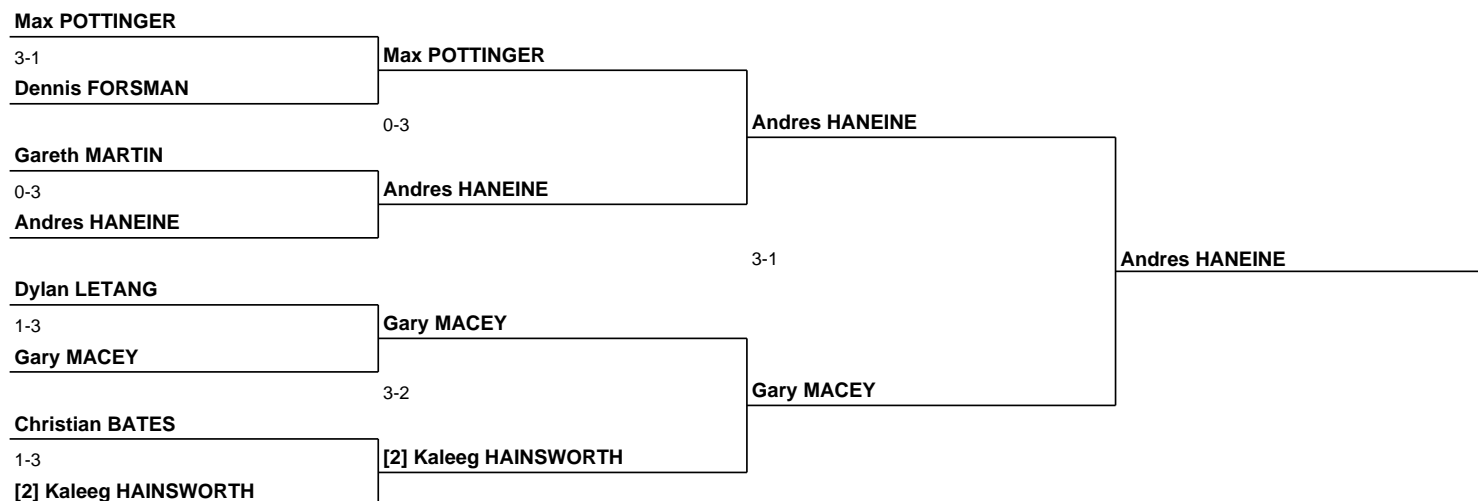 Max POTTINGER
3-1
Max POTTINGER
Dennis FORSMAN
0-3
Andres HANEINE
Gareth MARTIN
0-3
Andres HANEINE
Andres HANEINE
3-1
Andres HANEINE
Dylan LETANG
1-3
Gary MACEY
Gary MACEY
3-2
Gary MACEY
Christian BATES
1-3
[2] Kaleeg HAINSWORTH
[2] Kaleeg HAINSWORTH